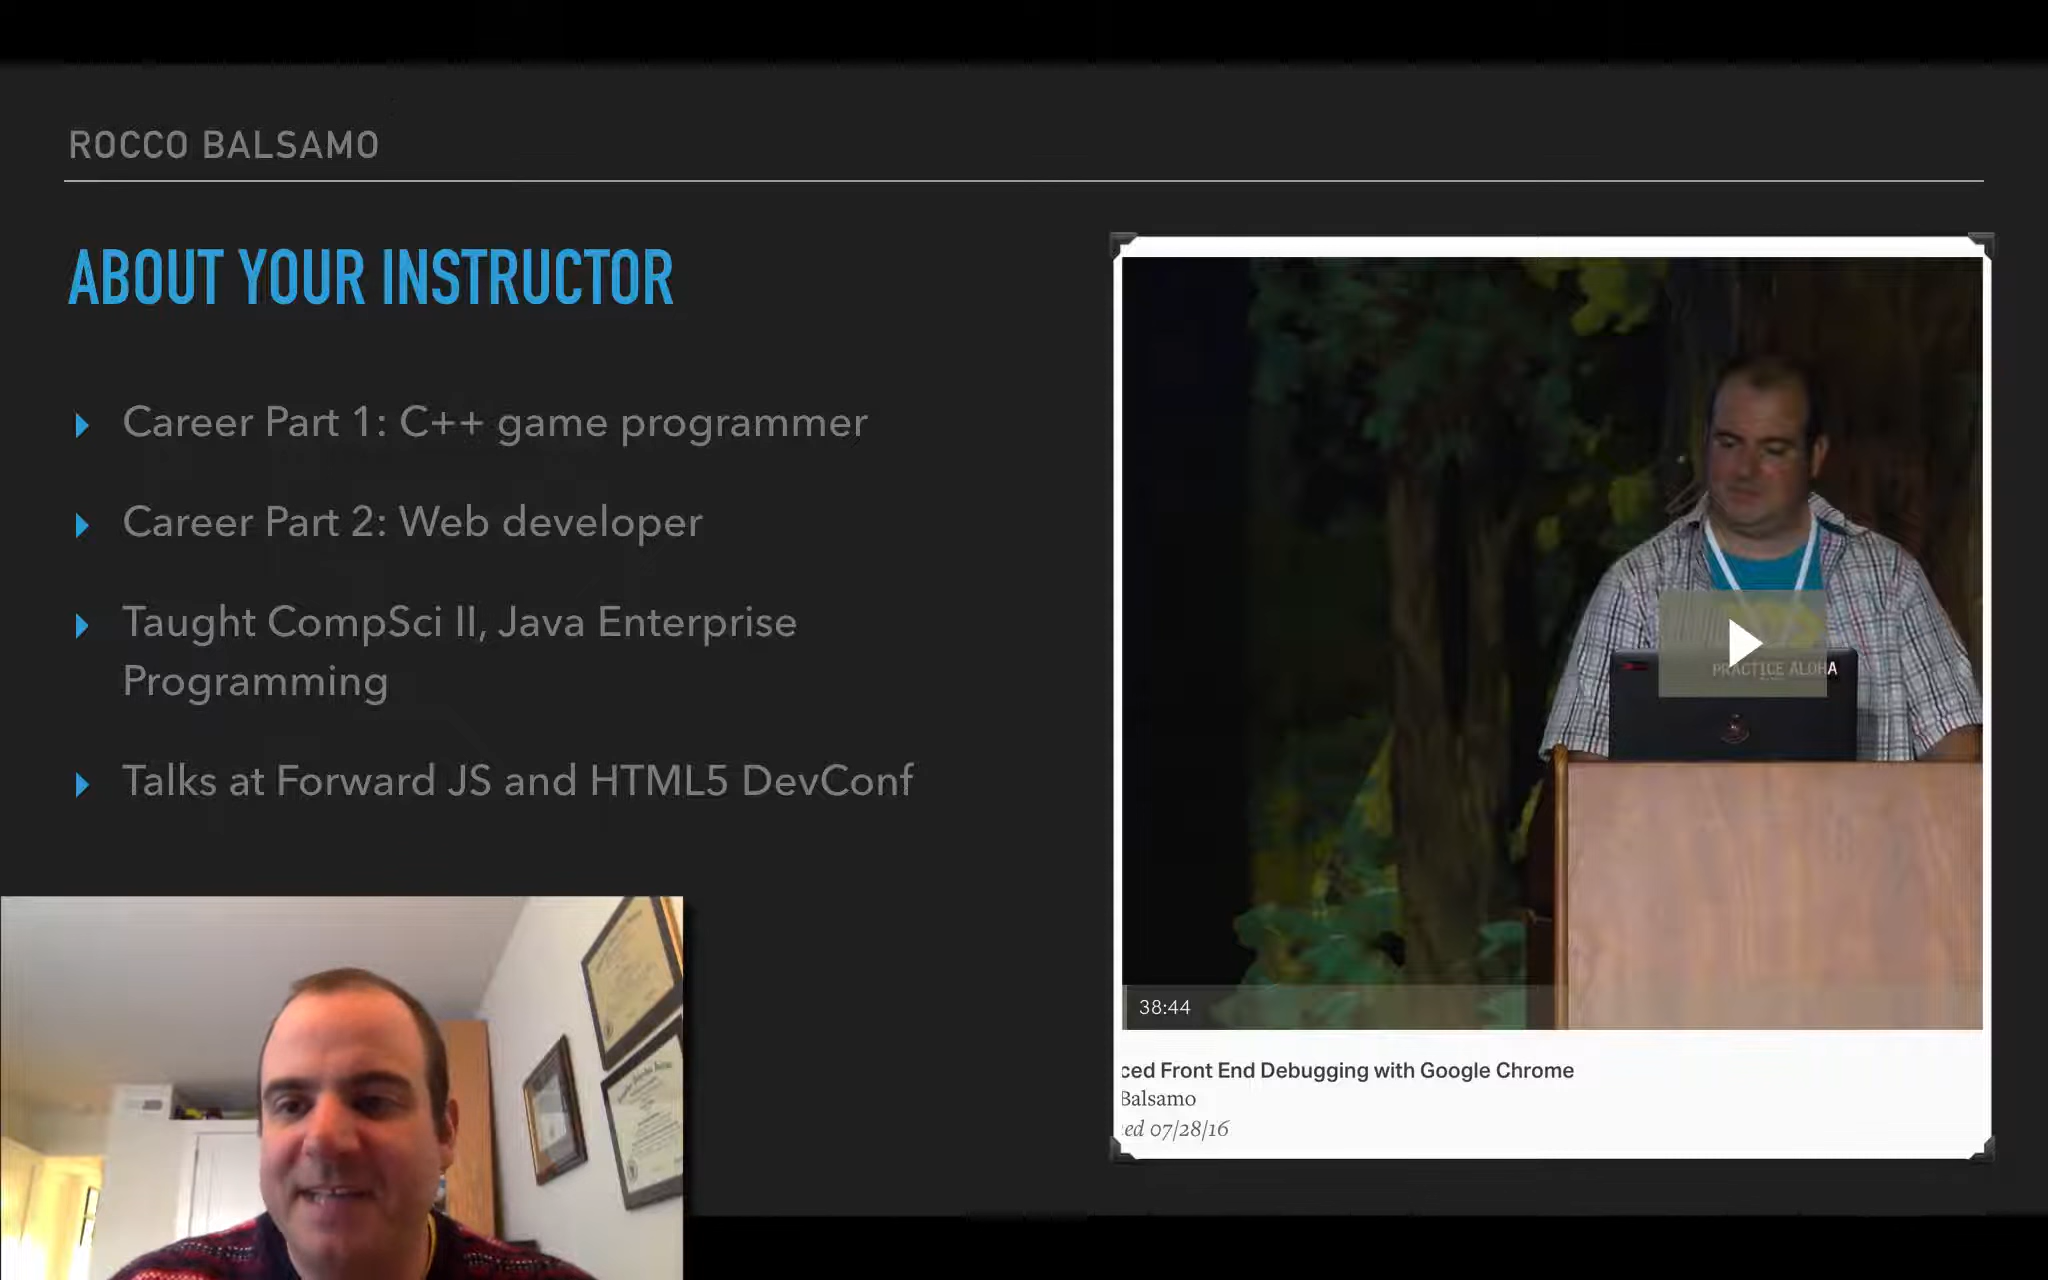 ROCCO BALSAMO
ABOUT YOUR INSTRUCTOR
Career Part 1: C++ game programmer
Career Part 2: Web developer
Taught CompSci II, Java Enterprise
Programming
Talks at Forward JS and HTML5 DevConf
PRACTICE ALOHA
38:44
ced Front End Debugging with Google Chrome
Balsamo
ed 07/28/16